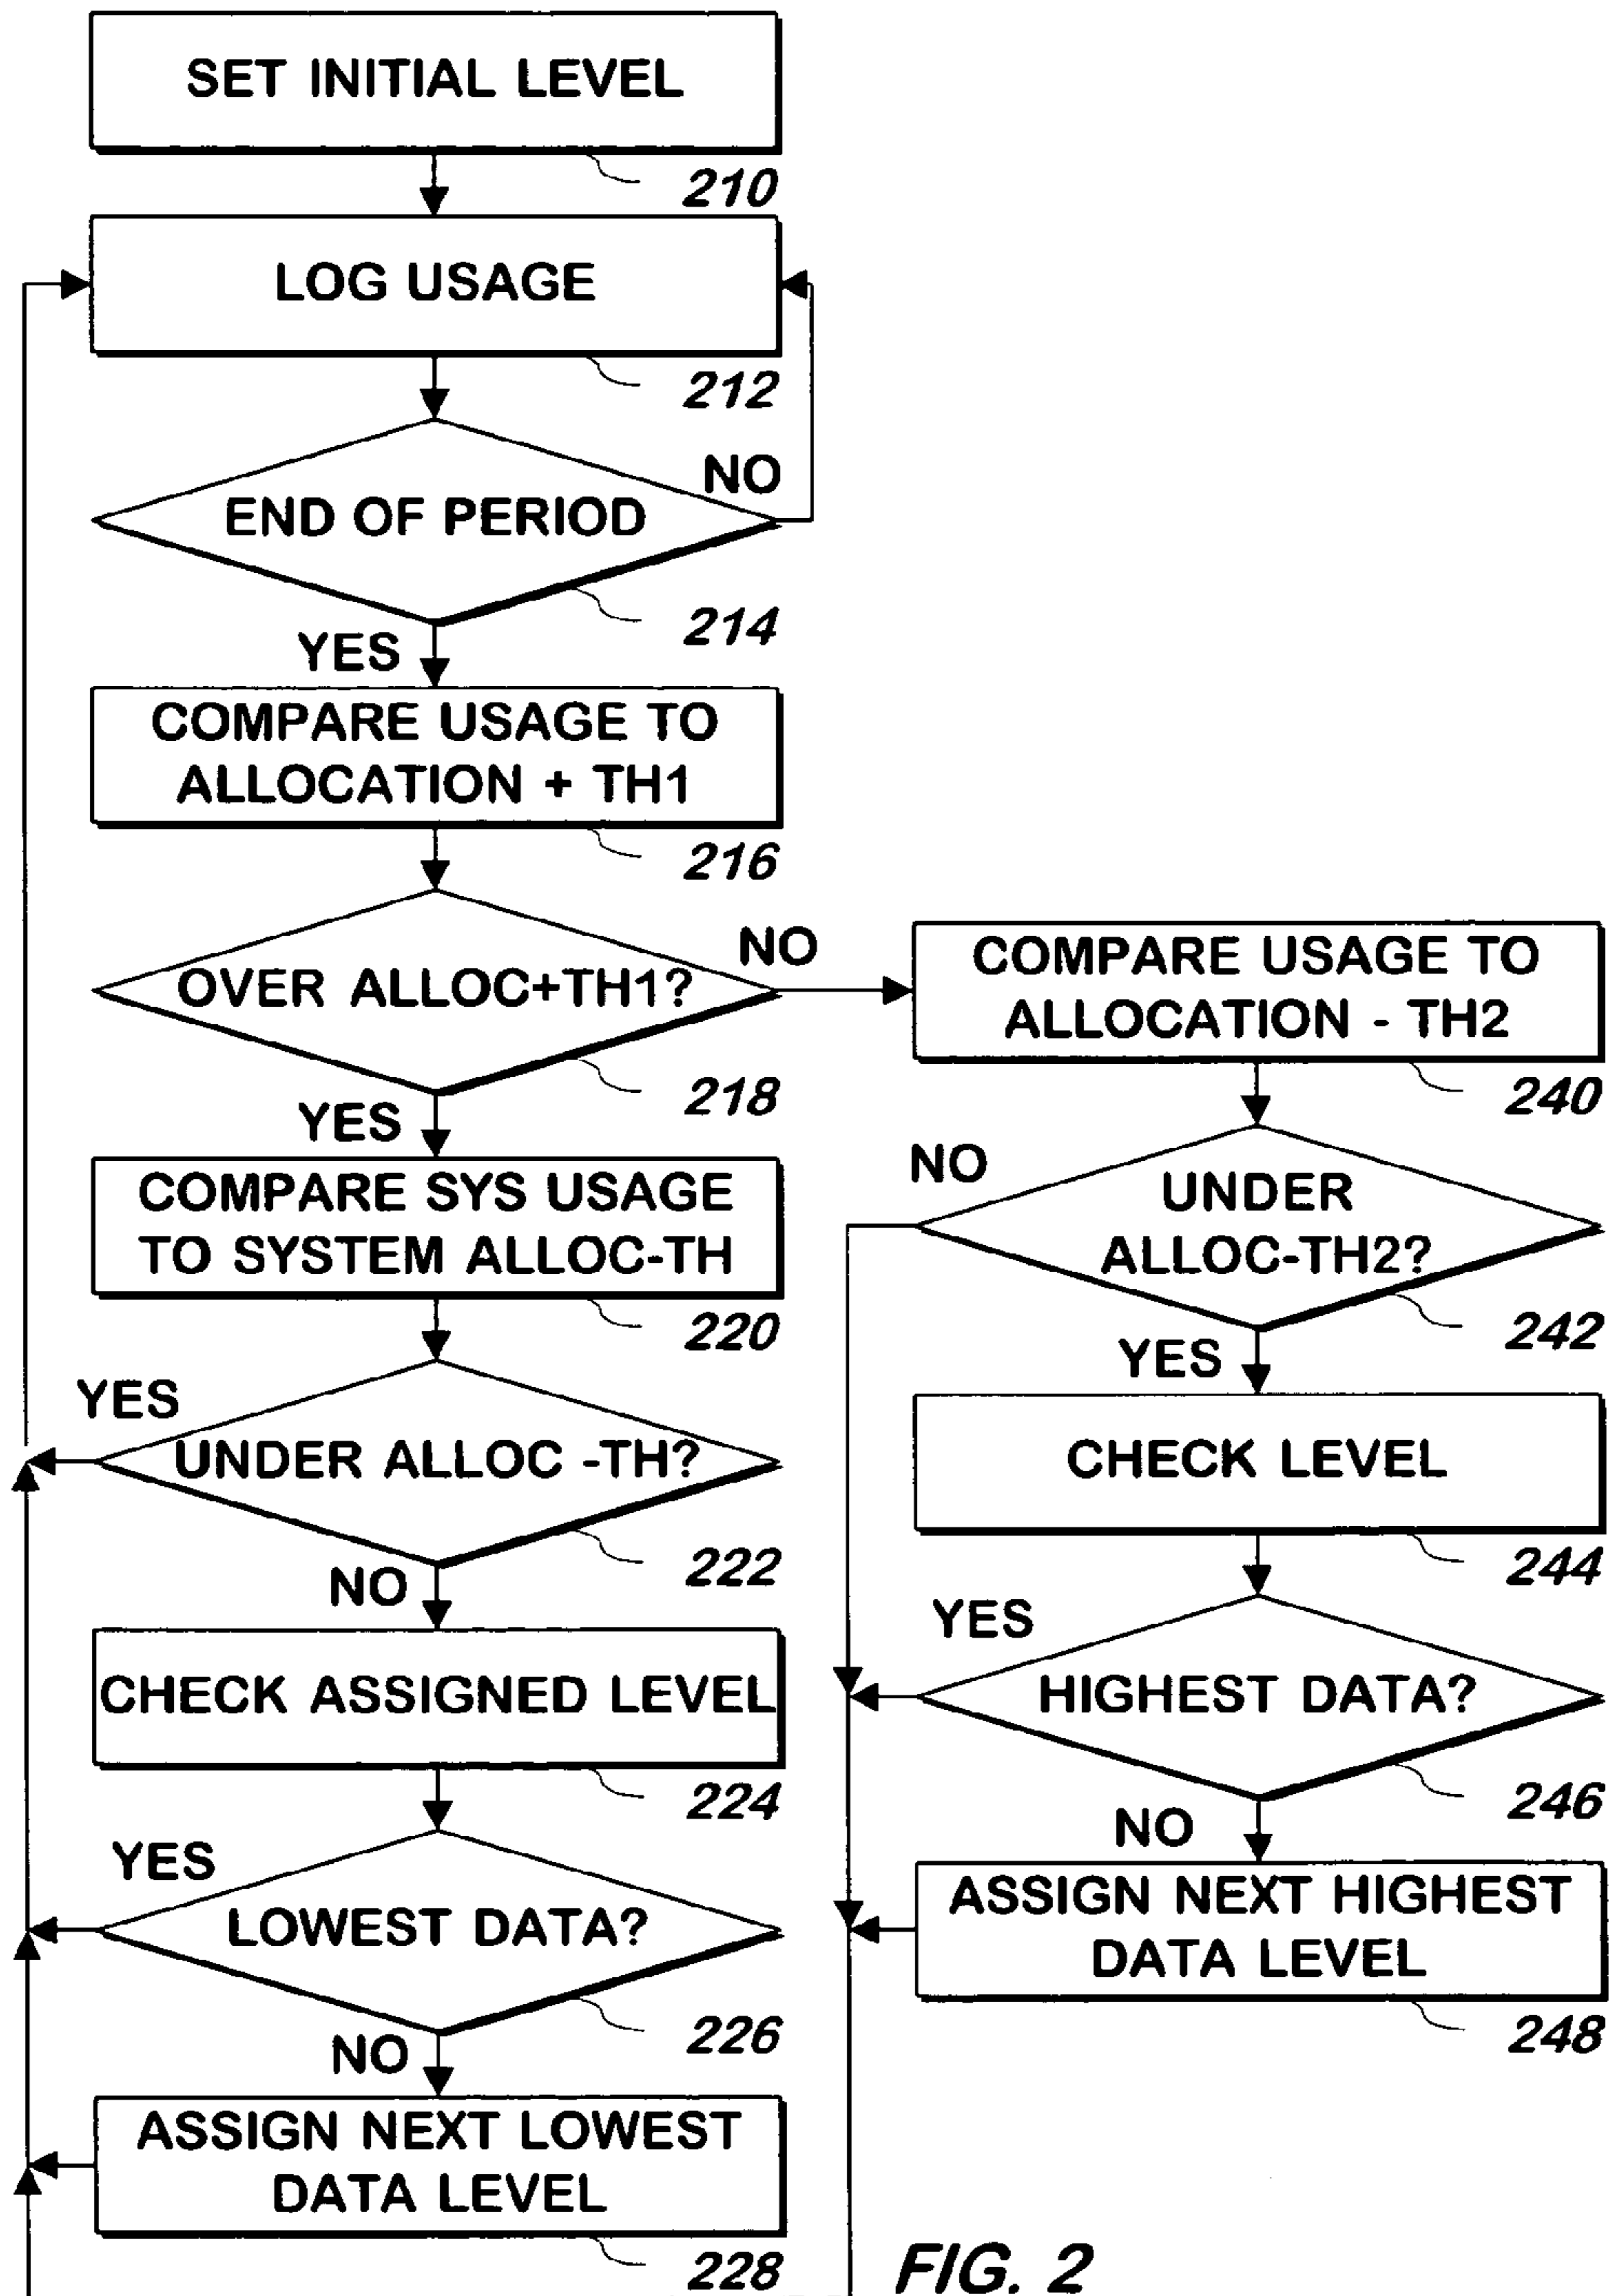 SET INITIAL LEVEL
210
LOG USAGE
212
NO
END OF PERIOD
214
YES
COMPARE USAGE TO
ALLOCATION + TH1
216
OVER ALLOC+TH1?
NO
218
YES
COMPARE SYS USAGE
TO SYSTEM ALLOC-TH
220
YES
UNDER ALLOC -TH?
222
NO
CHECK ASSIGNED LEVEL
224
YES
LOWEST DATA?
226
NO
ASSIGN NEXT LOWEST
DATA LEVEL
228
COMPARE USAGE TO
ALLOCATION - TH2
240
NO
UNDER
ALLOC-TH2?
242
YES
CHECK LEVEL
244
YES
HIGHEST DATA?
246
NO
ASSIGN NEXT HIGHEST
DATA LEVEL
248
FIG. 2